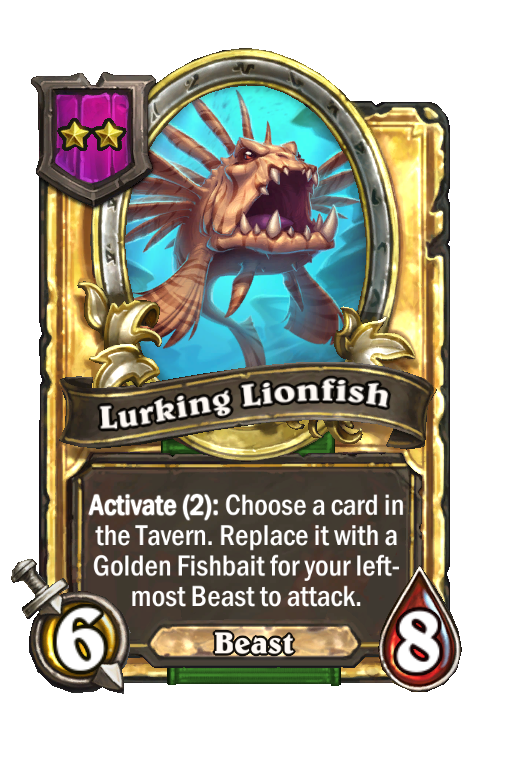 Lurking Lionfish
Activate (2): Choose a card in
the Tavern. Replace it with a
Golden Fishbait for your left-
most Beast to attack.
6
Beast
8